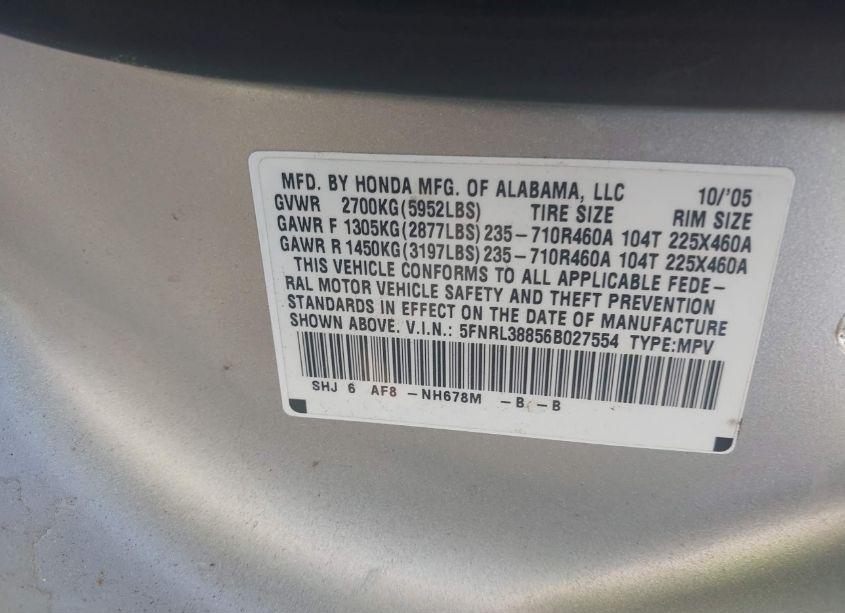 MFD. BY HONDA MFG. OF ALABAMA, LLC 10/'05
GVWR 2700KG(5952LBS) TIRE SIZE RIM SIZE
GAWR F 1305KG(2877LBS)235-710R460A 104T 225X460A
GAWR R 1450KG(3197LBS)235-710R460A 104T 225X460A
THIS VEHICLE CONFORMS TO ALL APPLICABLE FEDE-
RAL MOTOR VEHICLE SAFETY AND THEFT PREVENTION
STANDARDS IN EFFECT ON THE DATE OF MANUFACTURE
SHOWN ABOVE. V.I.N.: 5FNRL38856B027554 TYPE:MPV
SHJ 6 AF8 -NH678M -B -B